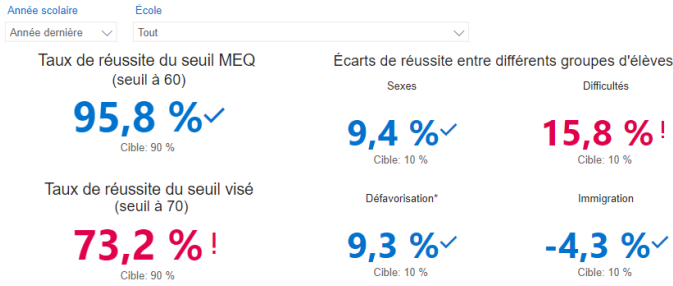 Année scolaire
École
Année dernière
Tout
Taux de réussite du seuil MEQ
(seuil à 60)
95,8 %
Cible: 90 %
Taux de réussite du seuil visé
(seuil à 70)
73,2 % !
Cible: 90 %
Écarts de réussite entre différents groupes d'élèves
Sexes
9,4 %
Cible: 10 %
Difficultés
15,8 % !
Cible: 10 %
Défavorisation*
9,3 %
Cible: 10 %
Immigration
-4,3 %
Cible: 10 %